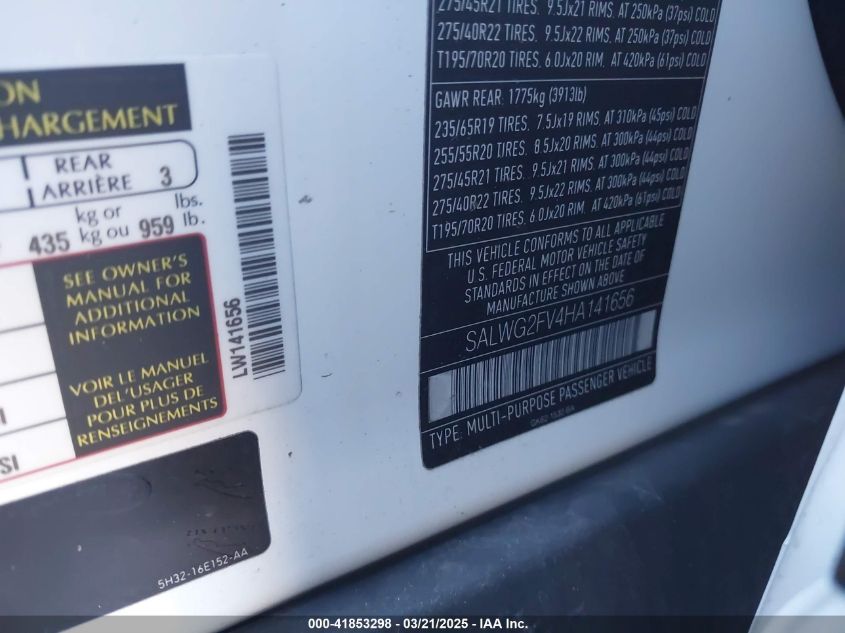 ON
HARGEMENT
REAR
ARRIÈRE 3
kg or lbs.
435 kg ou 959 lb.
SEE OWNER'S
MANUAL FOR
ADDITIONAL
INFORMATION
VOIR LE MANUEL
DEL'USAGER
POUR PLUS DE
RENSEIGNEMENTS
I
SI
LW141656
5H32-16E152-AA
275/45R21 TIRES, 9.5Jx21 RIMS, AT 250kPa (37psi) COLD
275/40R22 TIRES, 9.5Jx22 RIMS, AT 250kPa (37psi) COLD
T195/70R20 TIRES, 6.0Jx20 RIM, AT 420kPa (61psi) COLD
GAWR REAR: 1775kg (3913lb)
235/65R19 TIRES, 7.5Jx19 RIMS, AT 310kPa (45psi) COLD
255/55R20 TIRES, 8.5Jx20 RIMS, AT 300kPa (44psi) COLD
275/45R21 TIRES, 9.5Jx21 RIMS, AT 300kPa (44psi) COLD
275/40R22 TIRES, 9.5Jx22 RIMS, AT 300kPa (44psi) COLD
T195/70R20 TIRES, 6.0Jx20 RIM, AT 420kPa (61psi) COLD
THIS VEHICLE CONFORMS TO ALL APPLICABLE
U.S. FEDERAL MOTOR VEHICLE SAFETY
STANDARDS IN EFFECT ON THE DATE OF
MANUFACTURE SHOWN ABOVE
SALWG2FV4HA141656
TYPE: MULTI-PURPOSE PASSENGER VEHICLE
000-41853298 - 03/21/2025 - IAA Inc.